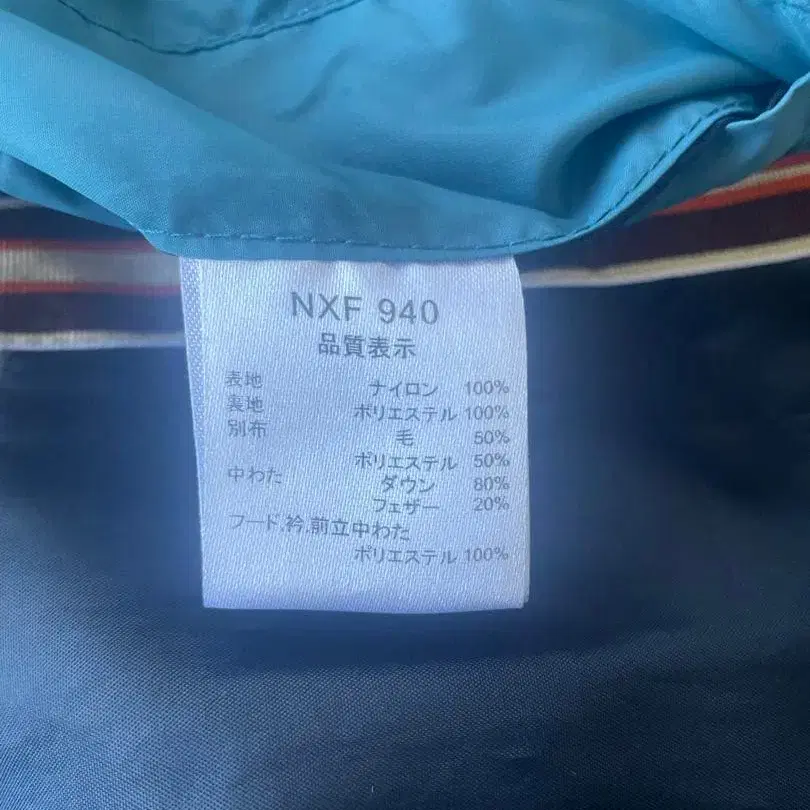 NXF 940
品質表示
表地 ナイロン 100%
裏地 ポリエステル 100%
別布 毛 50%
ポリエステル 50%
中わた ダウン 80%
フェザー 20%
フード.衿.前立中わた
ポリエステル 100%